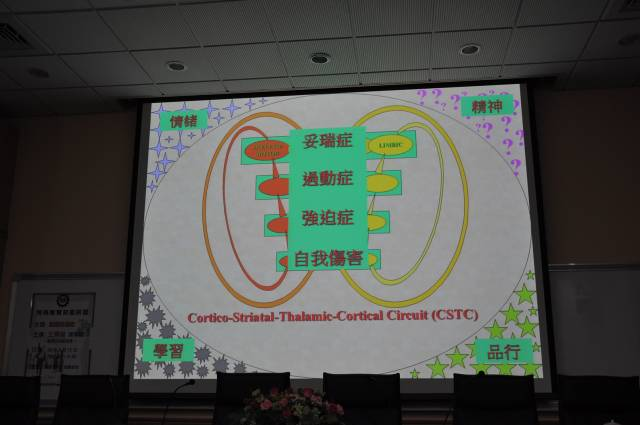 情緒
精神
妥瑞症
LIMBIC
過動症
強迫症
自我傷害
Cortico-Striatal-Thalamic-Cortical Circuit (CSTC)
學習
品行